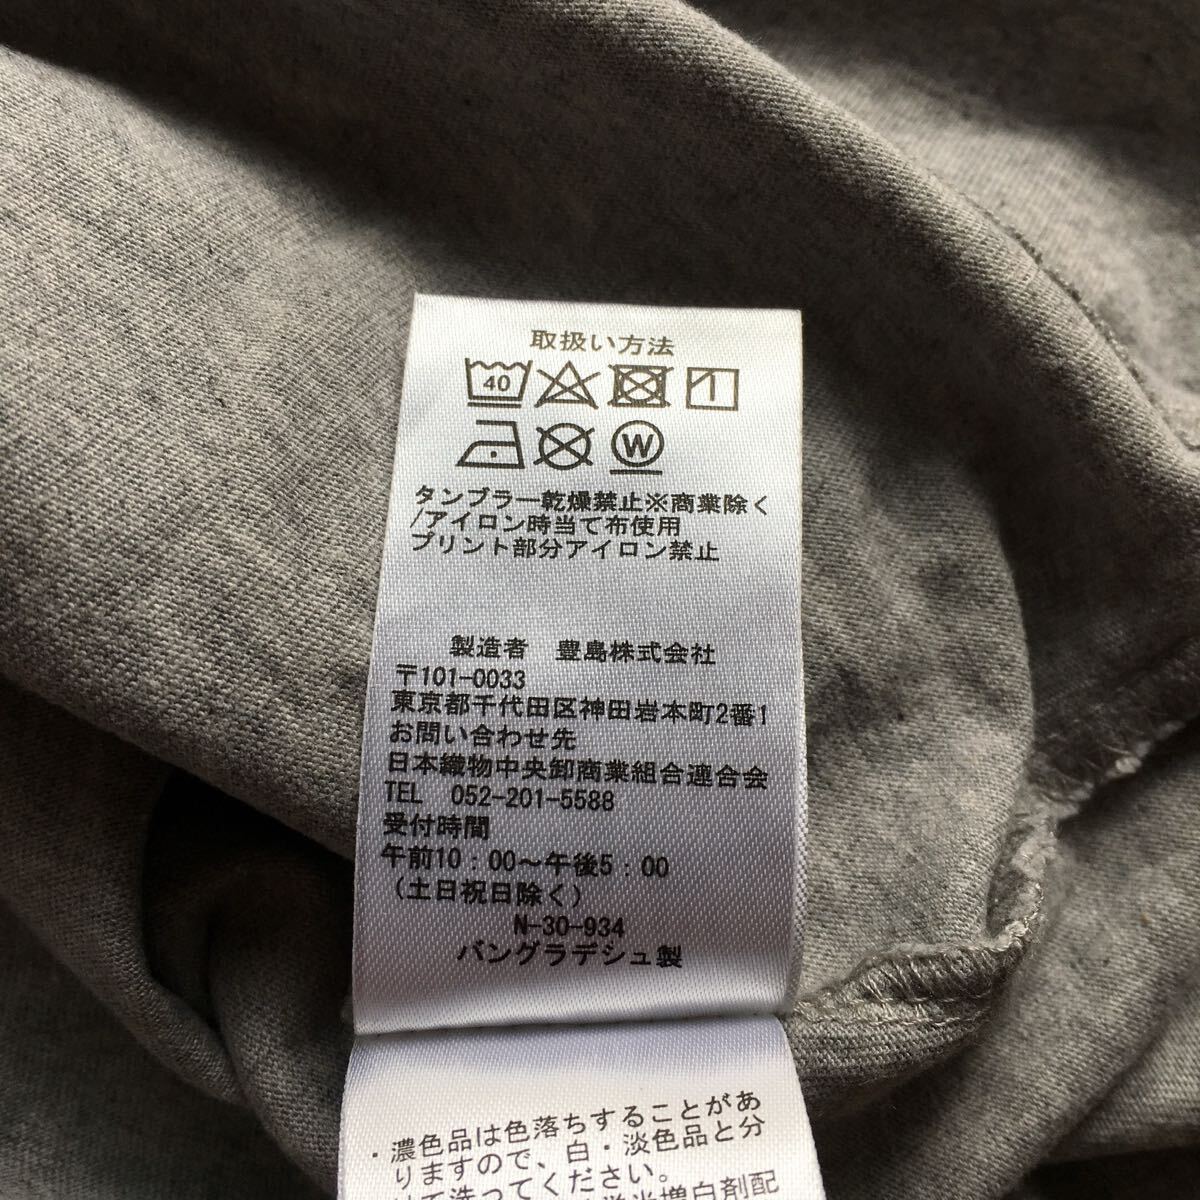 取扱い方法
40
W
タンブラー乾燥禁止※商業除く
/アイロン時当て布使用
プリント部分アイロン禁止
製造者 豊島株式会社
〒101-0033
東京都千代田区神田岩本町2番1
お問い合わせ先
日本織物中央卸商業組合連合会
TEL 052-201-5588
受付時間
午前10:00～午後5:00
(土日祝日除く)
N-30-934
バングラデシュ製
・濃色品は色落ちすることがあ
りますので、白・淡色品と分
けて洗ってください。
蛍光増白剤配